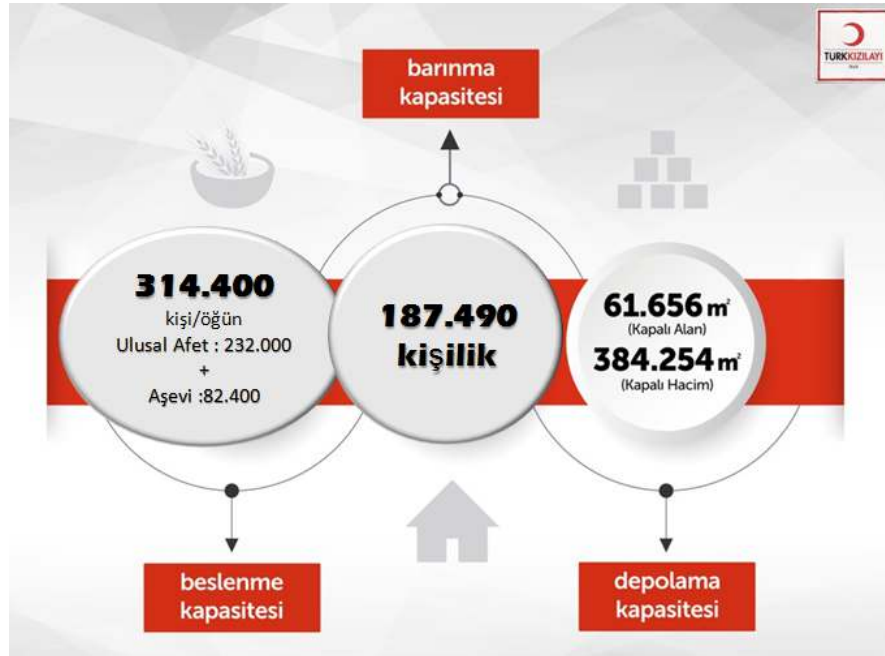 TÜRKKIZILAYI
barınma
kapasitesi
314.400
kişi/öğün
Ulusal Afet : 232.000
+
Aşevi :82.400
187.490
kişilik
61.656 m²
(Kapalı Alan)
384.254 m²
(Kapalı Hacim)
beslenme
kapasitesi
depolama
kapasitesi